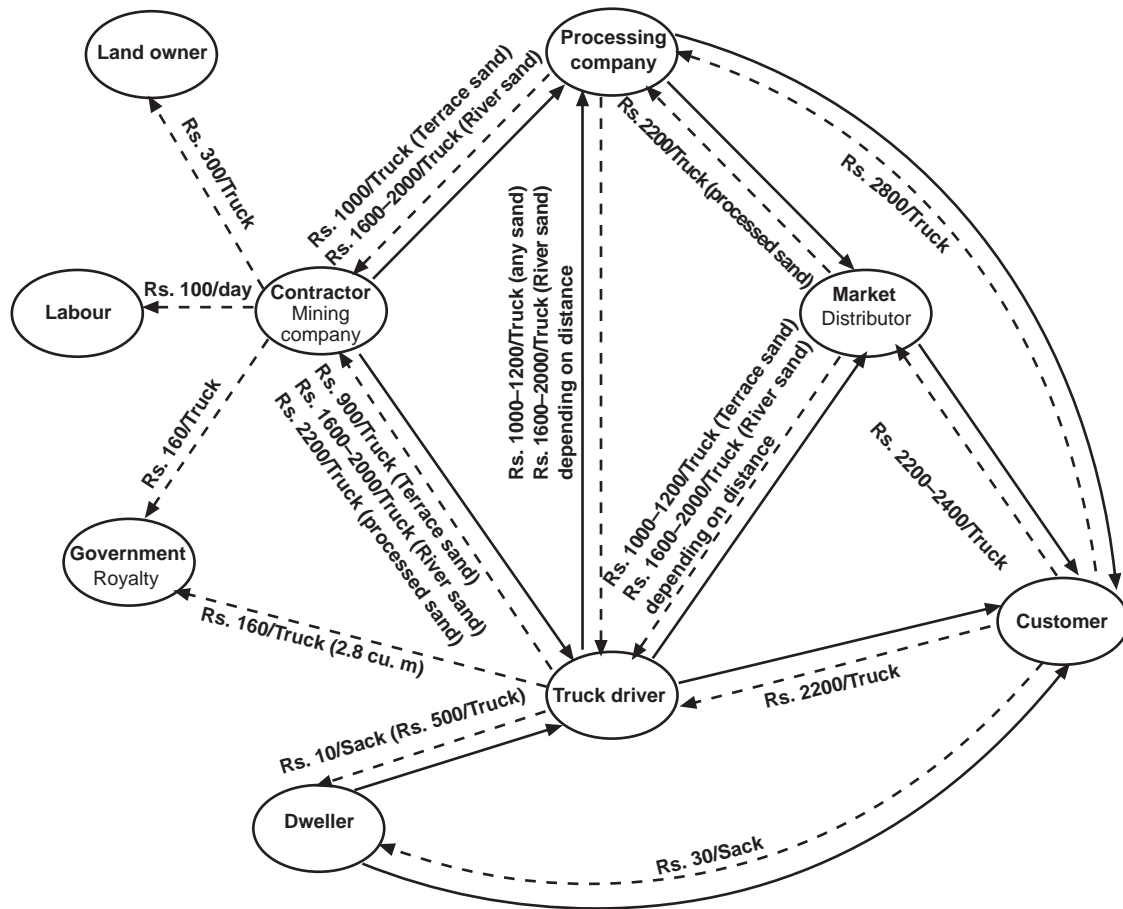 Land owner
Processing
company
Rs. 300/Truck
Rs. 1000/Truck (Terrace sand)
Rs. 1600–2000/Truck (River sand)
Rs. 2200/Truck (processed sand)
Rs. 2800/Truck
Labour
Rs. 100/day
Contractor
Mining
company
Rs. 1000–1200/Truck (any sand)
Rs. 1600–2000/Truck (River sand)
depending on distance
Market
Distributor
Rs. 160/Truck
Rs. 900/Truck (Terrace sand)
Rs. 1600–2000/Truck (River sand)
Rs. 2200/Truck (processed sand)
Rs. 1000–1200/Truck (Terrace sand)
Rs. 1600–2000/Truck (River sand)
depending on distance
Rs. 2200–2400/Truck
Government
Royalty
Rs. 160/Truck (2.8 cu. m)
Customer
Truck driver
Rs. 2200/Truck
Rs. 10/Sack (Rs. 500/Truck)
Dweller
Rs. 30/Sack